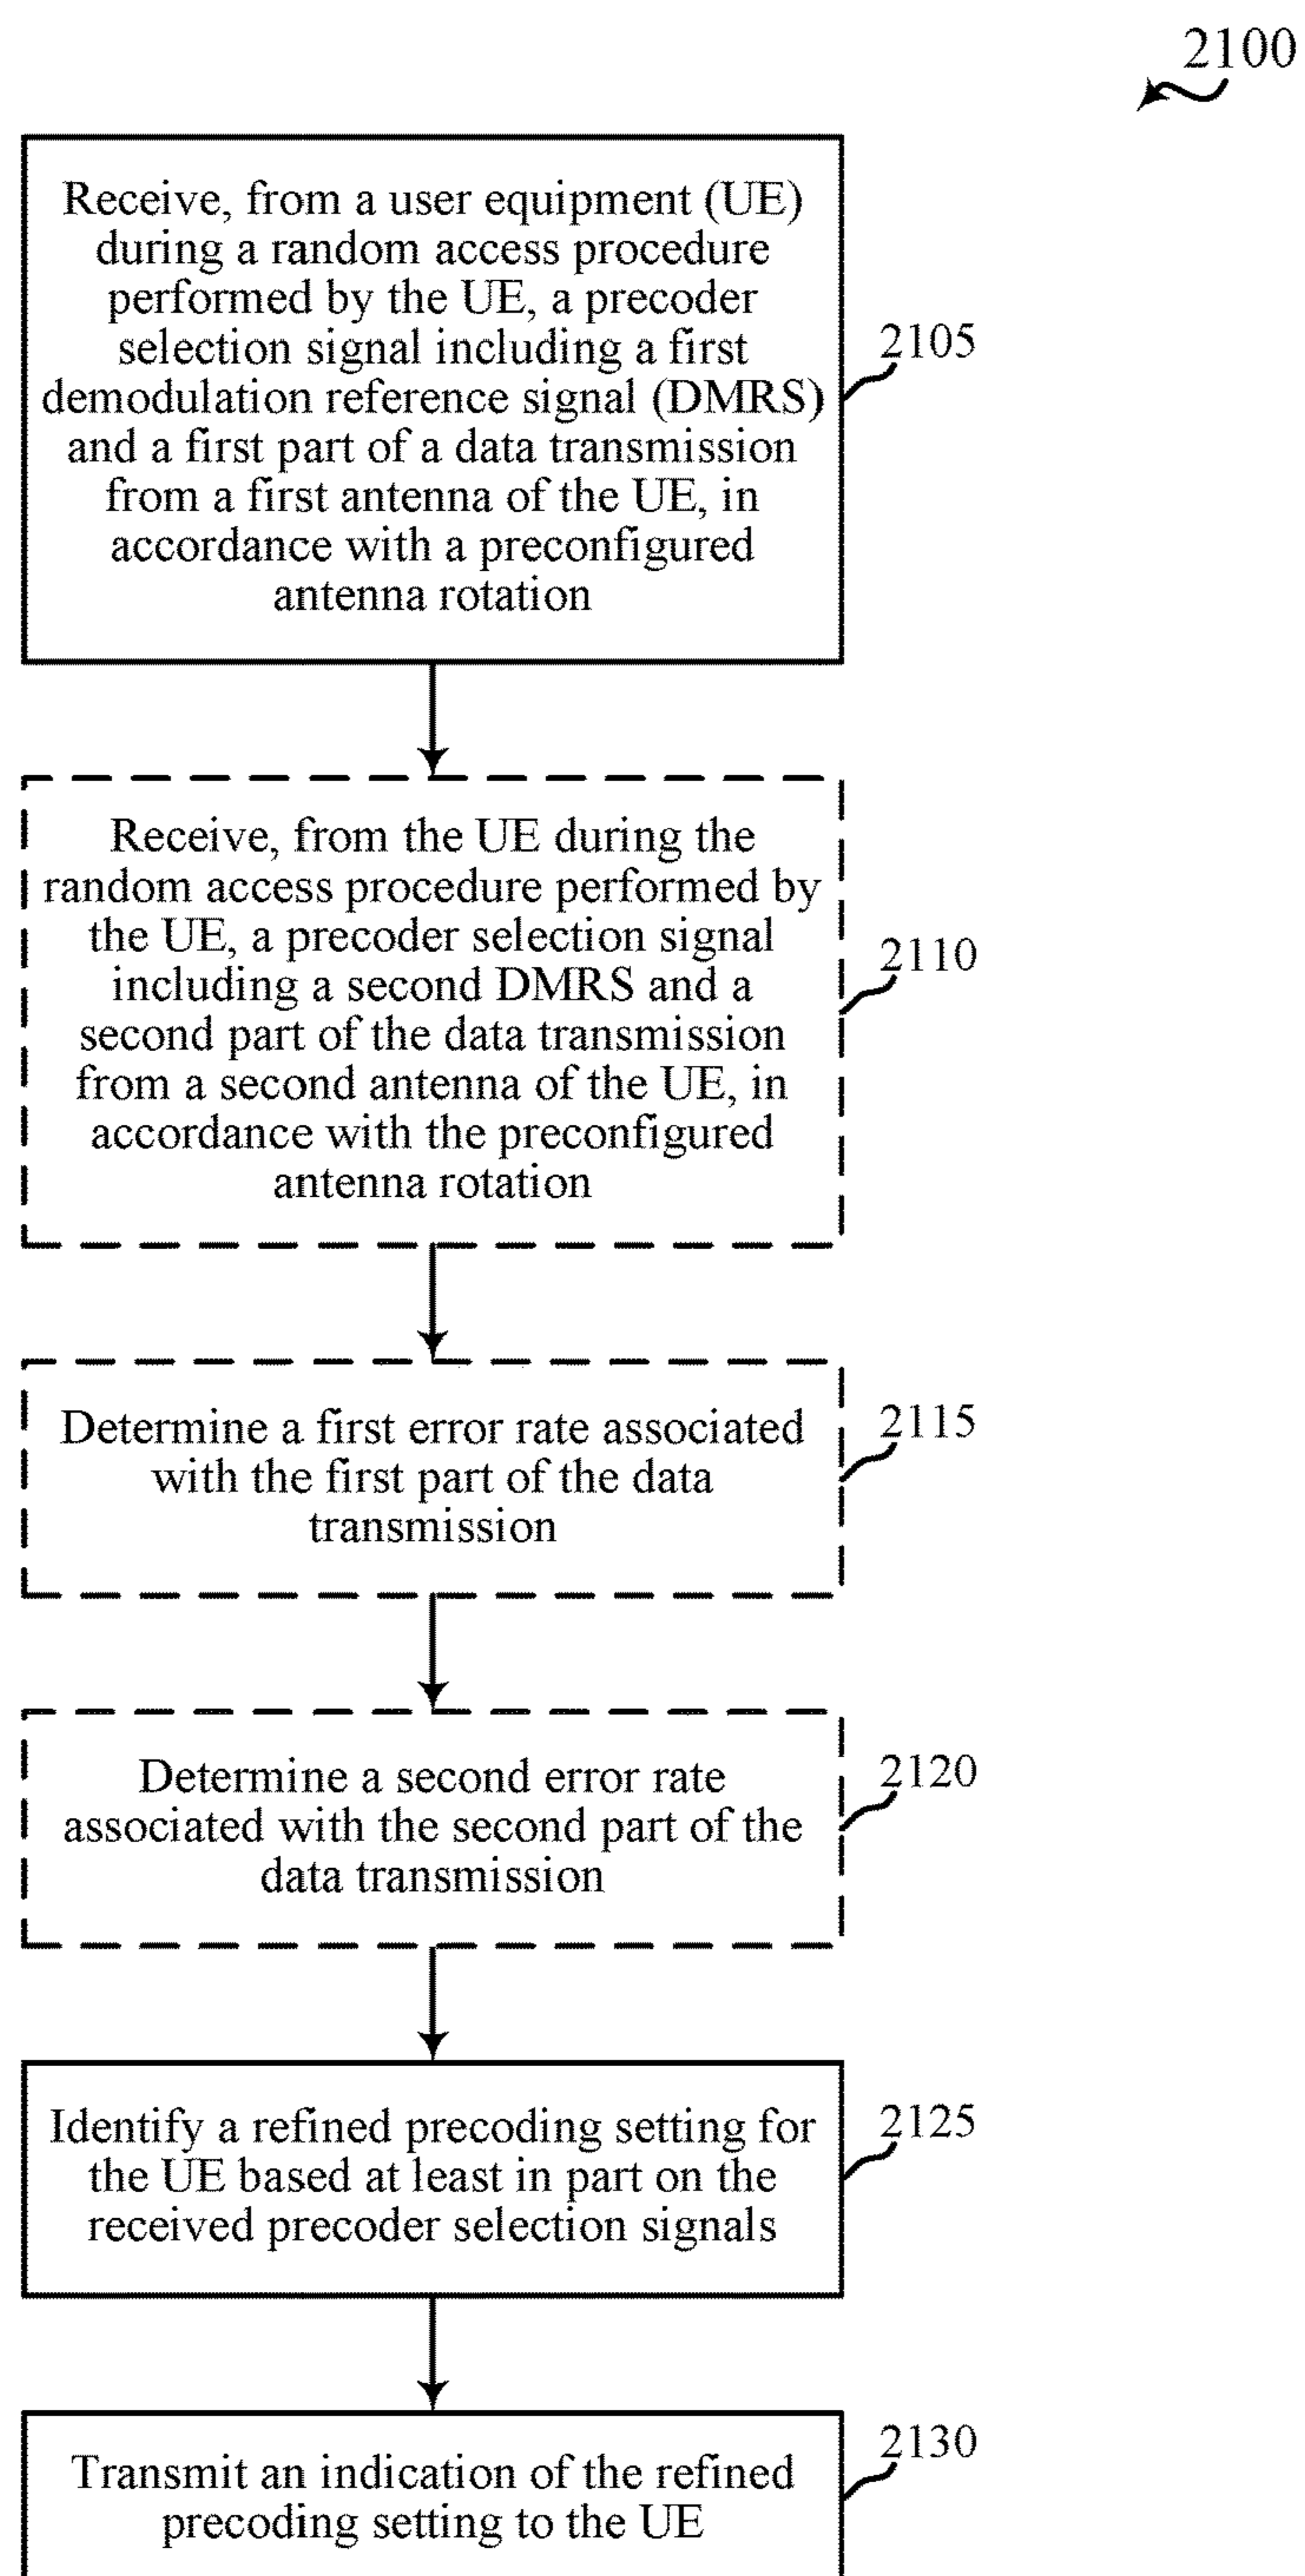 2100
Receive, from a user equipment (UE)
during a random access procedure
performed by the UE, a precoder
selection signal including a first
demodulation reference signal (DMRS)
and a first part of a data transmission
from a first antenna of the UE, in
accordance with a preconfigured
antenna rotation
2105
Receive, from the UE during the
random access procedure performed by
the UE, a precoder selection signal
including a second DMRS and a
second part of the data transmission
from a second antenna of the UE, in
accordance with the preconfigured
antenna rotation
2110
Determine a first error rate associated
with the first part of the data
transmission
2115
Determine a second error rate
associated with the second part of the
data transmission
2120
Identify a refined precoding setting for
the UE based at least in part on the
received precoder selection signals
2125
Transmit an indication of the refined
precoding setting to the UE
2130